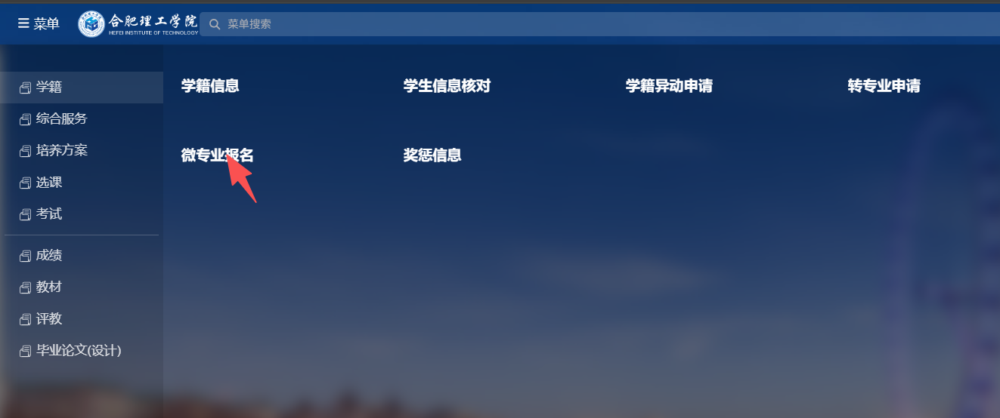 菜单
合肥理工学院
HEFEI INSTITUTE OF TECHNOLOGY
菜单搜索
学籍
综合服务
培养方案
选课
考试
成绩
教材
评教
毕业论文(设计)
学籍信息
学生信息核对
学籍异动申请
转专业申请
微专业报名
奖惩信息